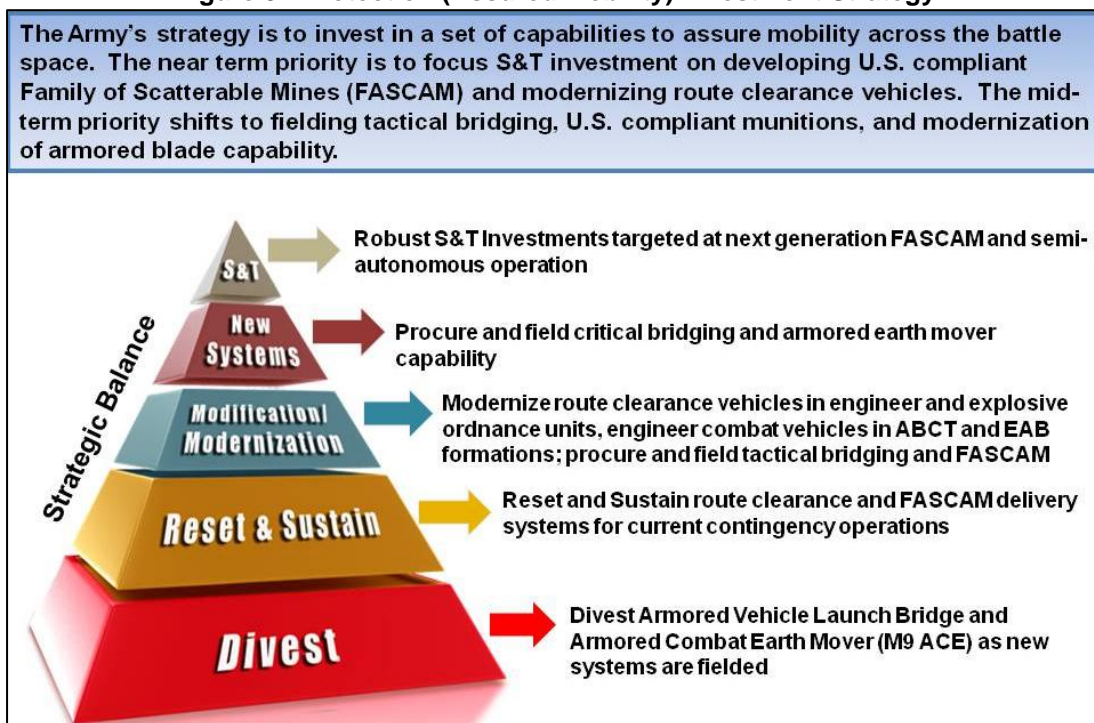 Figure Protection (Assured Mobility) Investment Strategy
The Army's strategy is to invest in a set of capabilities to assure mobility across the battle
space. The near term priority is to focus S&T investment on developing U.S. compliant
Family of Scatterable Mines (FASCAM) and modernizing route clearance vehicles. The mid-
term priority shifts to fielding tactical bridging, U.S. compliant munitions, and modernization
of armored blade capability.
Strategic Balance
S&T
Robust S&T Investments targeted at next generation FASCAM and semi-
autonomous operation
New
Systems
Procure and field critical bridging and armored earth mover
capability
Modification/
Modernization
Modernize route clearance vehicles in engineer and explosive
ordnance units, engineer combat vehicles in ABCT and EAB
formations; procure and field tactical bridging and FASCAM
Reset & Sustain
Reset and Sustain route clearance and FASCAM delivery
systems for current contingency operations
Divest
Divest Armored Vehicle Launch Bridge and
Armored Combat Earth Mover (M9 ACE) as new
systems are fielded